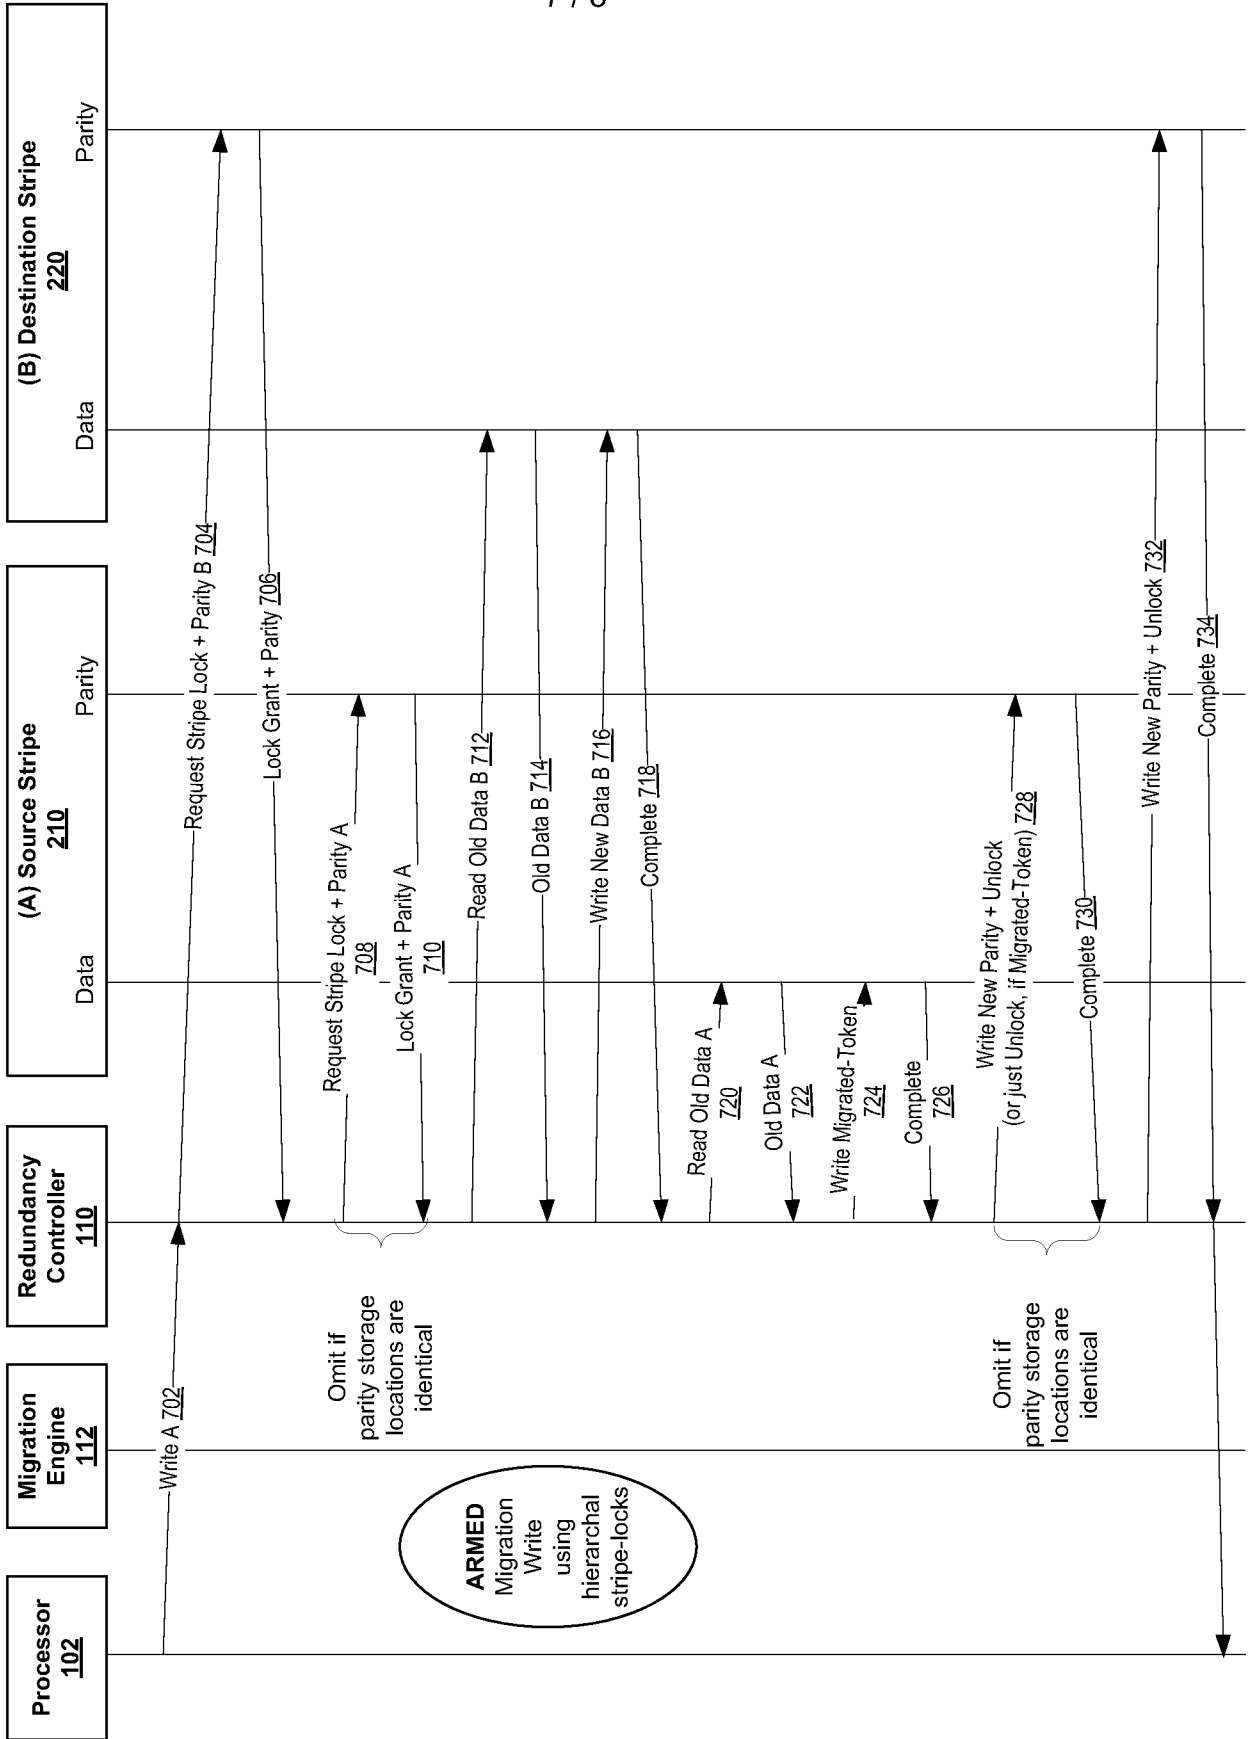 Processor
102
Migration
Engine
112
Redundancy
Controller
110
(A) Source Stripe
210
Data
Parity
(B) Destination Stripe
220
Data
Parity
Write A 702
Request Stripe Lock + Parity B 704
Lock Grant + Parity 706
Request Stripe Lock + Parity A
708
Lock Grant + Parity A
710
Omit if
parity storage
locations are
identical
Read Old Data B 712
Old Data B 714
Write New Data B 716
Complete 718
ARMED
Migration
Write
using
hierarchal
stripe-locks
Read Old Data A
720
Old Data A
722
Write Migrated-Token
724
Complete
726
Write New Parity + Unlock
(or just Unlock, if Migrated-Token) 728
Complete 730
Omit if
parity storage
locations are
identical
Write New Parity + Unlock 732
Complete 734